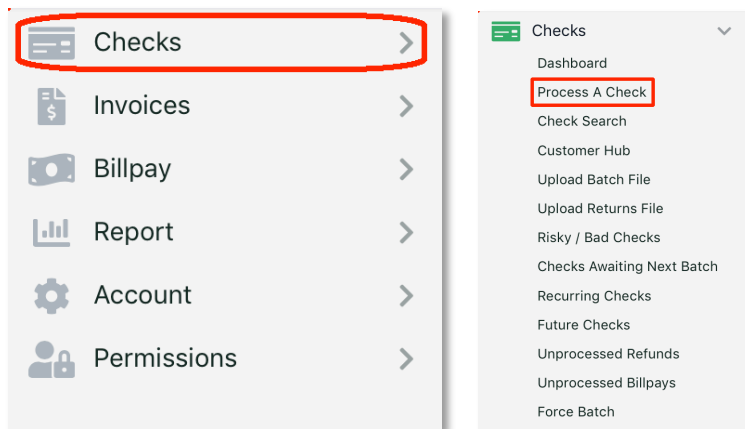 Checks
Invoices
Billpay
Report
Account
Permissions
Checks
Dashboard
Process A Check
Check Search
Customer Hub
Upload Batch File
Upload Returns File
Risky / Bad Checks
Checks Awaiting Next Batch
Recurring Checks
Future Checks
Unprocessed Refunds
Unprocessed Billpays
Force Batch